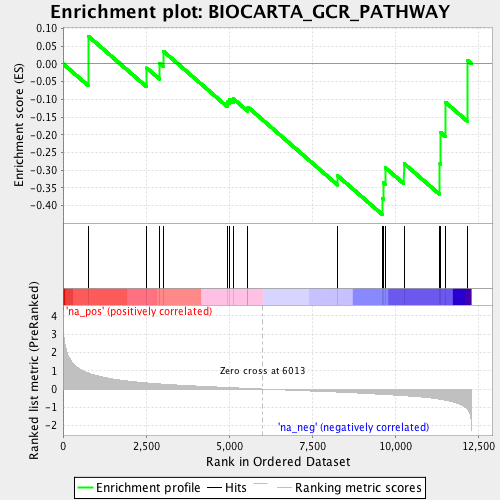 Enrichment plot: BIOCARTA_GCR_PATHWAY
Enrichment score (ES)
0.10
0.05
0.00
-0.05
-0.10
-0.15
-0.20
-0.25
-0.30
-0.35
-0.40
'na_pos' (positively correlated)
Ranked list metric (PreRanked)
4
3
2
1
0
-1
-2
Zero cross at 6013
'na_neg' (negatively correlated)
0
2,500
5,000
7,500
10,000
12,500
Rank in Ordered Dataset
Enrichment profile
Hits
Ranking metric scores